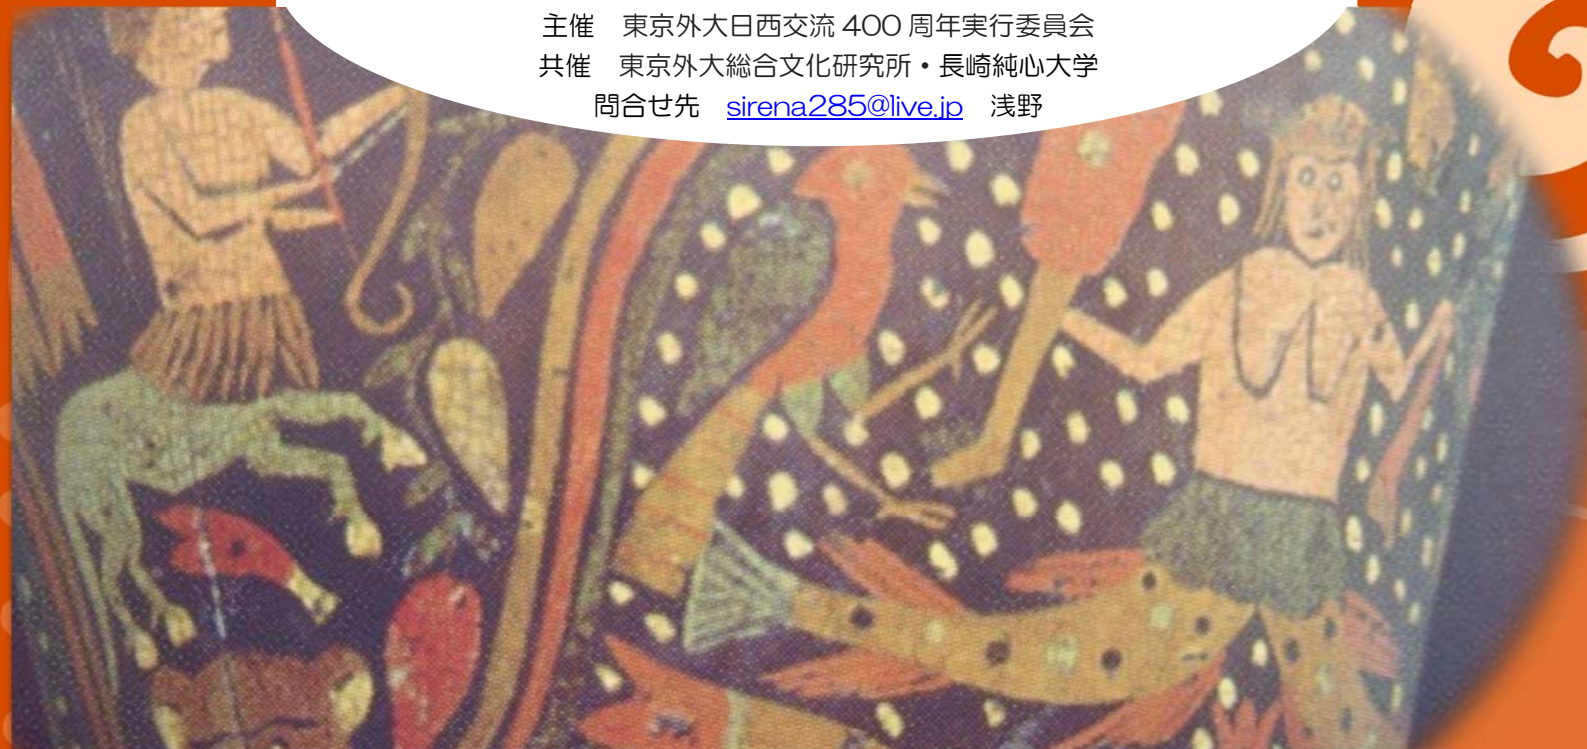 主催　東京外大日西交流 400 周年実行委員会
共催　東京外大総合文化研究所・長崎純心大学
問合せ先　sirena285@live.jp　浅野